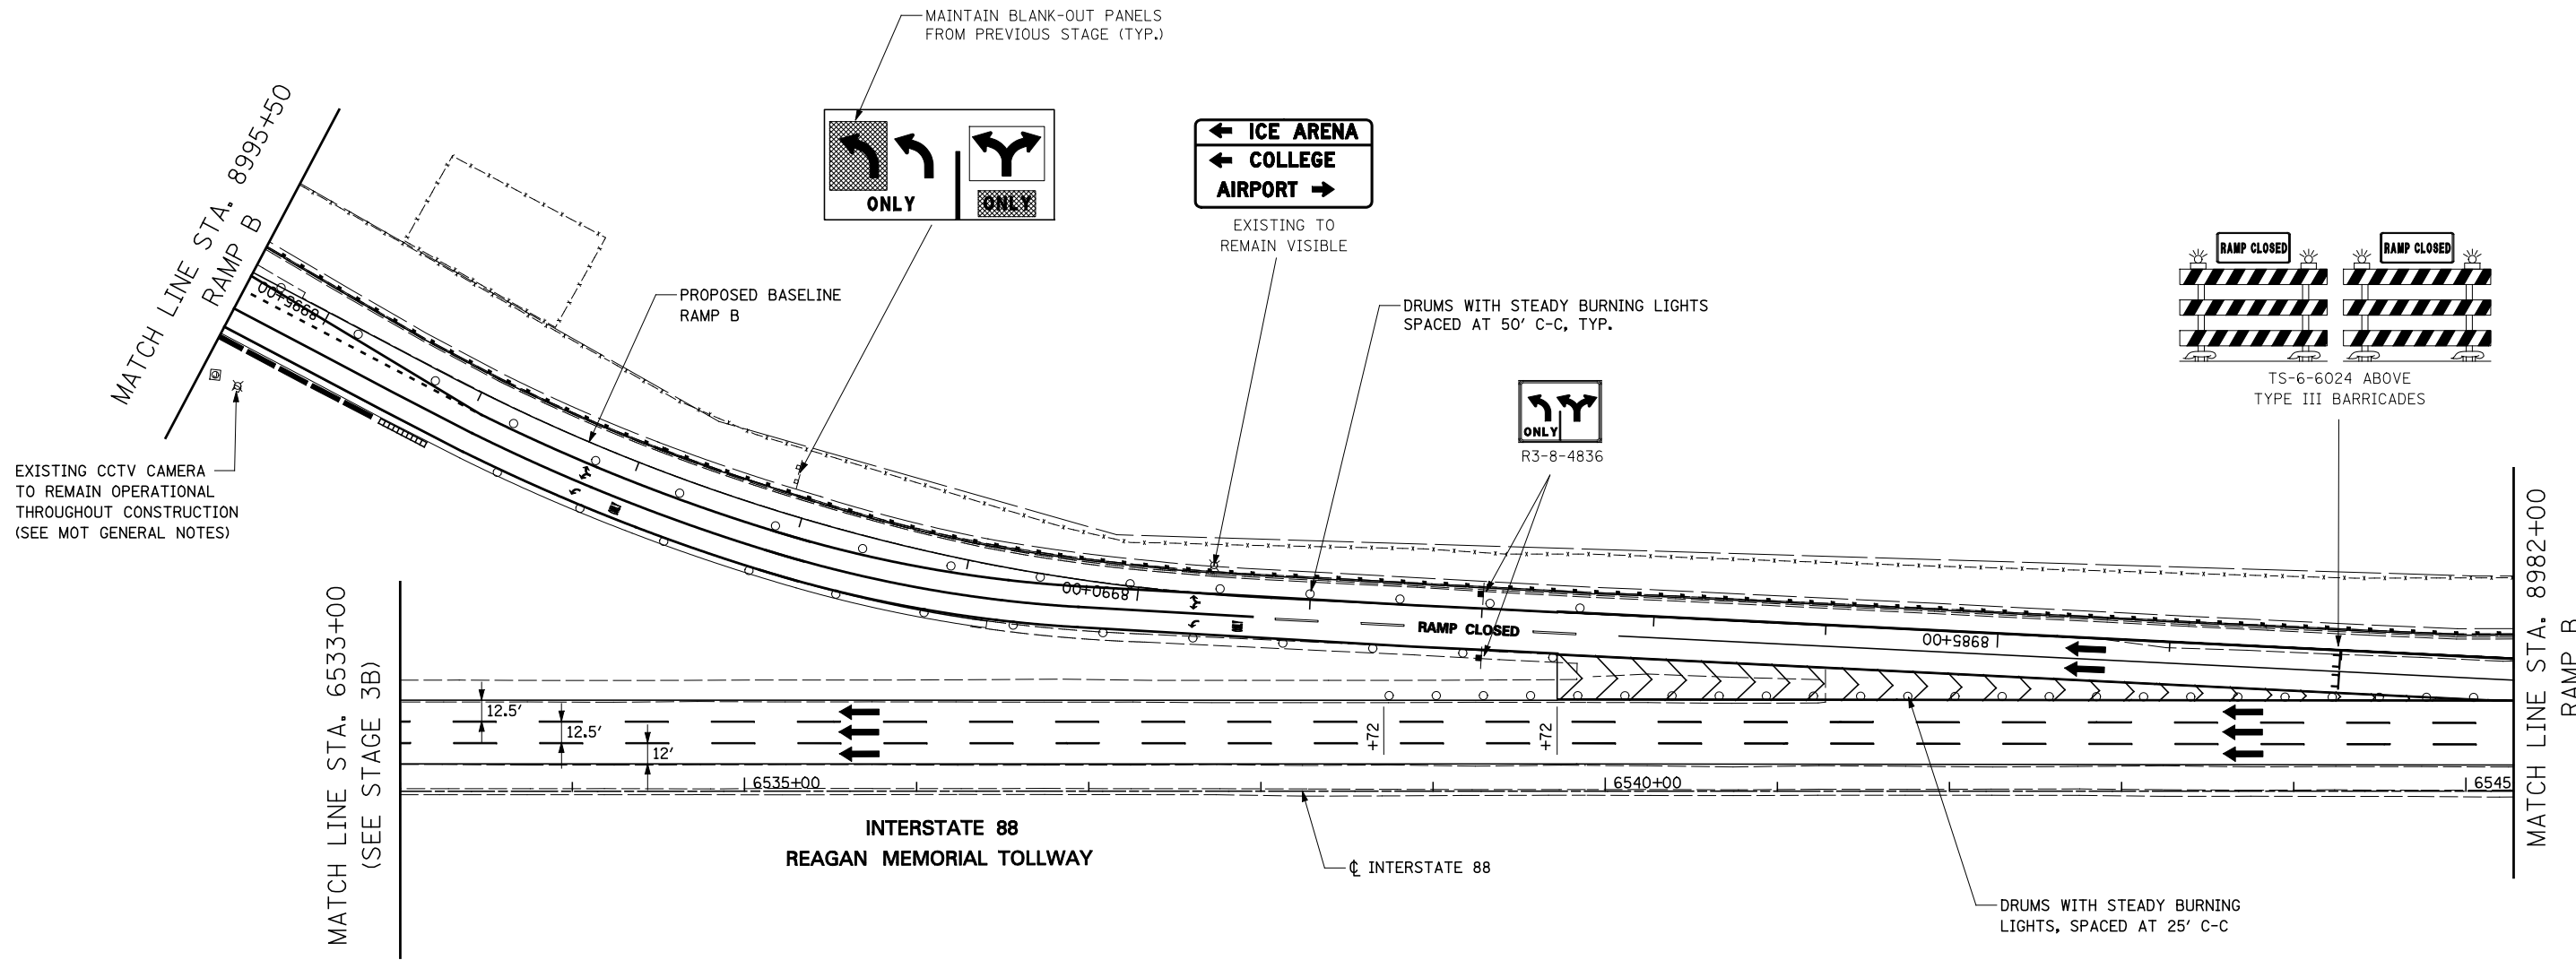 MAINTAIN BLANK-OUT PANELS
FROM PREVIOUS STAGE (TYP.)
MATCH LINE STA. 8995+50
RAMP B
ONLY
ONLY
← ICE ARENA
← COLLEGE
AIRPORT →
EXISTING TO
REMAIN VISIBLE
RAMP CLOSED
RAMP CLOSED
TS-6-6024 ABOVE
TYPE III BARRICADES
PROPOSED BASELINE
RAMP B
DRUMS WITH STEADY BURNING LIGHTS
SPACED AT 50' C-C, TYP.
ONLY
R3-8-4836
EXISTING CCTV CAMERA
TO REMAIN OPERATIONAL
THROUGHOUT CONSTRUCTION
(SEE MOT GENERAL NOTES)
8995+00
8990+00
RAMP CLOSED
8985+00
MATCH LINE STA. 8982+00
RAMP B
MATCH LINE STA. 6533+00
(SEE STAGE 3B)
12.5'
12.5'
12'
+72
+72
6535+00
6540+00
6545
INTERSTATE 88
REAGAN MEMORIAL TOLLWAY
℄ INTERSTATE 88
DRUMS WITH STEADY BURNING
LIGHTS, SPACED AT 25' C-C